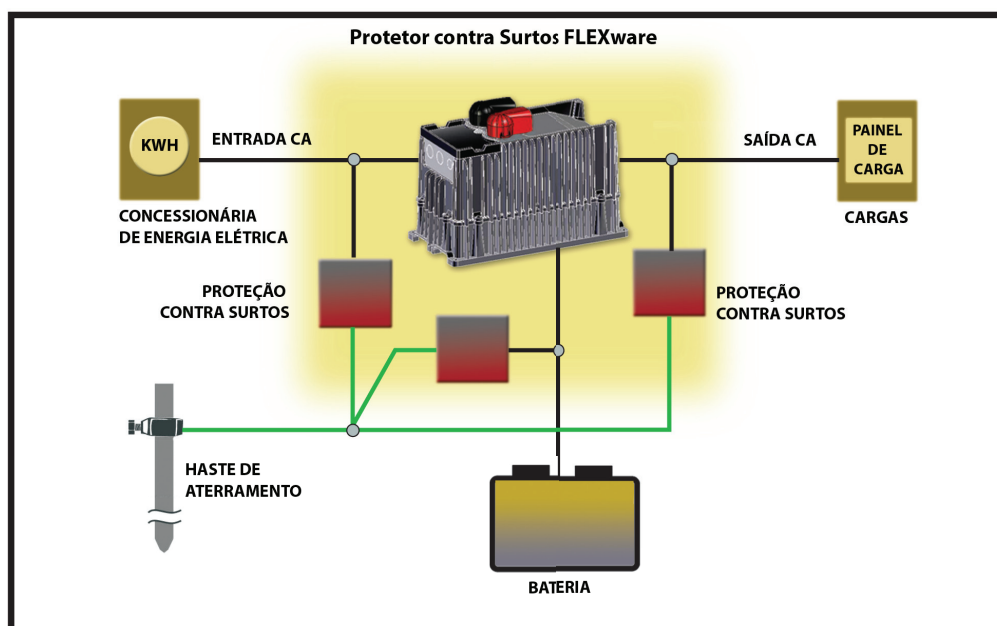 Protetor contra Surtos FLEXware
KWH
ENTRADA CA
SAÍDA CA
PAINEL
DE
CARGA
CONCESSIONÁRIA
DE ENERGIA ELÉTRICA
CARGAS
PROTEÇÃO
CONTRA SURTOS
PROTEÇÃO
CONTRA SURTOS
HASTE DE
ATERRAMENTO
BATERIA